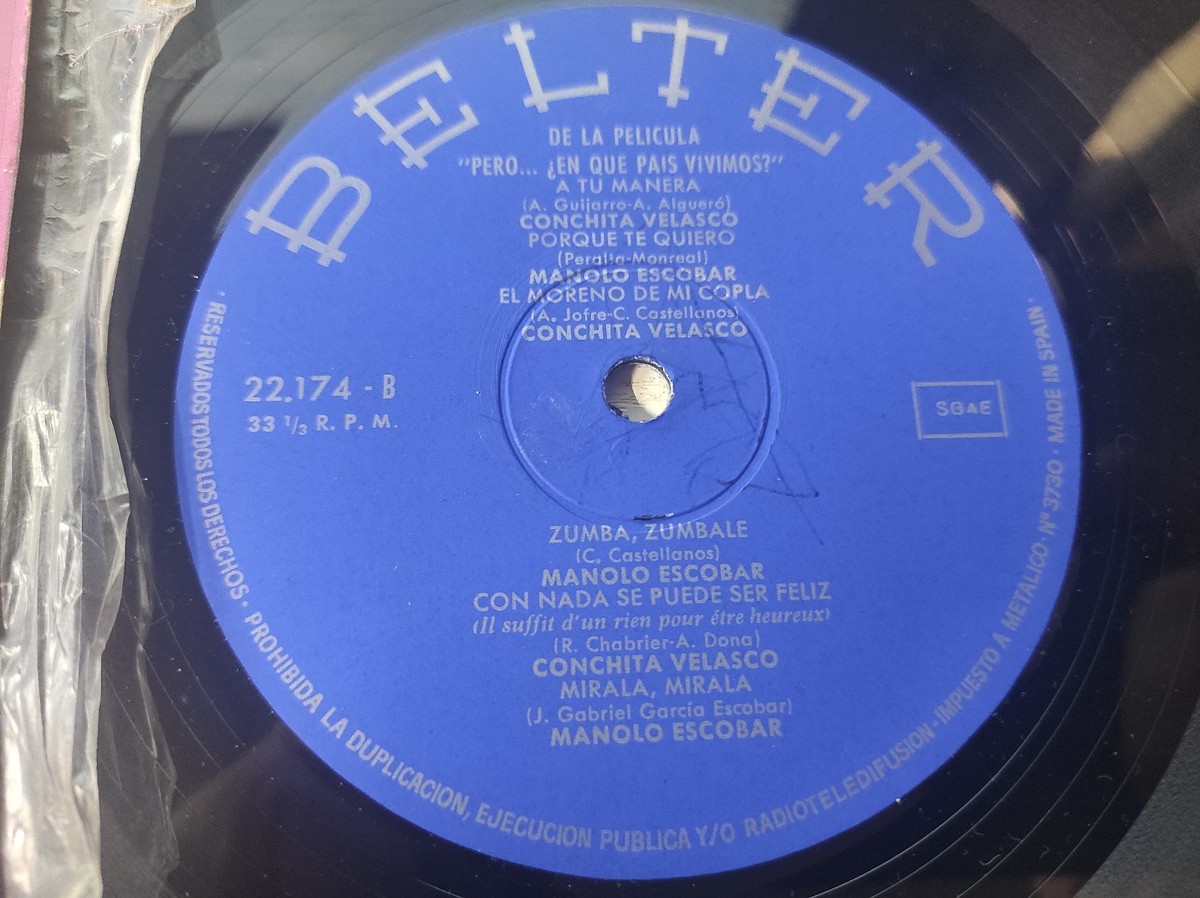 BELTER
DE LA PELICULA
"PERO... ¿EN QUE PAIS VIVIMOS?"
A TU MANERA
(A. Guijarro-A. Algueró)
CONCHITA VELASCO
PORQUE TE QUIERO
(Peralta-Monreal)
MANOLO ESCOBAR
EL MORENO DE MI COPLA
(A. Jofre-C. Castellanos)
CONCHITA VELASCO
22.174 - B
33 1/3 R. P. M.
SGAE
ZUMBA, ZUMBALE
(C. Castellanos)
MANOLO ESCOBAR
CON NADA SE PUEDE SER FELIZ
(Il suffit d'un rien pour étre heureux)
(R. Chabrier-A. Dona)
CONCHITA VELASCO
MIRALA, MIRALA
(J. Gabriel García Escobar)
MANOLO ESCOBAR
· RESERVADOS TODOS LOS DERECHOS · PROHIBIDA LA DUPLICACION, EJECUCION PUBLICA Y/O RADIOTELEDIFUSION · IMPUESTO A METALICO · Nº 3730 · MADE IN SPAIN ·